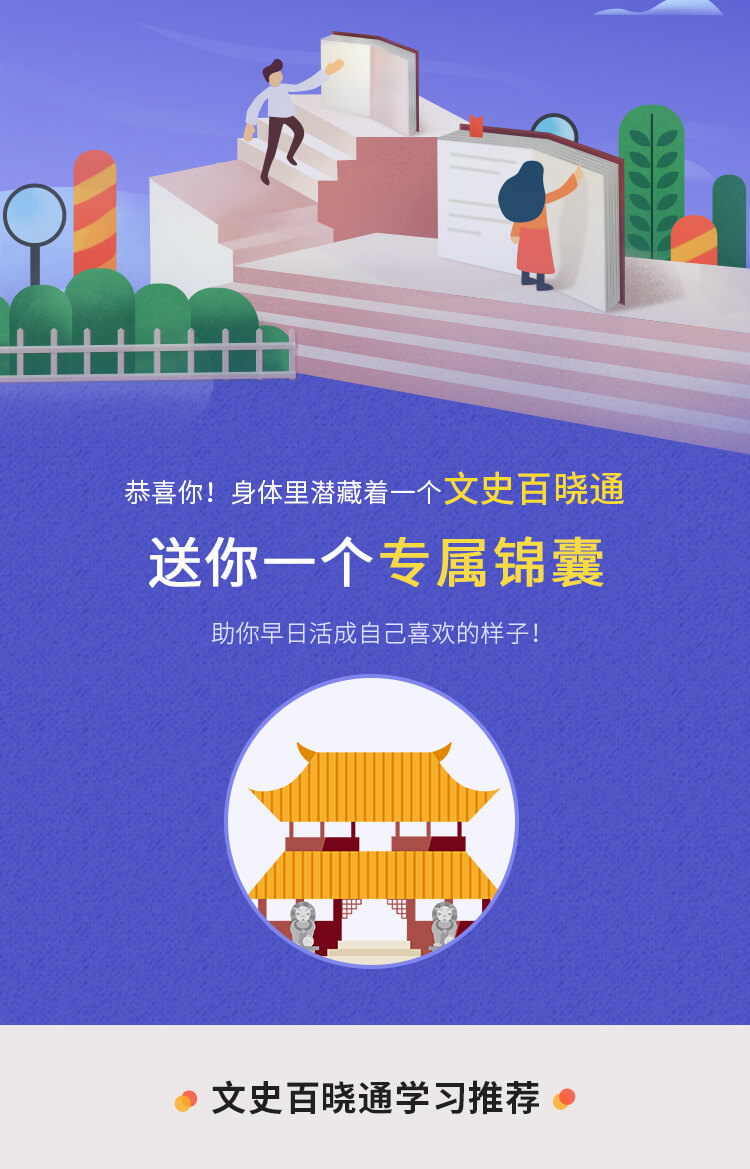 恭喜你！身体里潜藏着一个文史百晓通
送你一个专属锦囊
助你早日活成自己喜欢的样子！
文史百晓通学习推荐